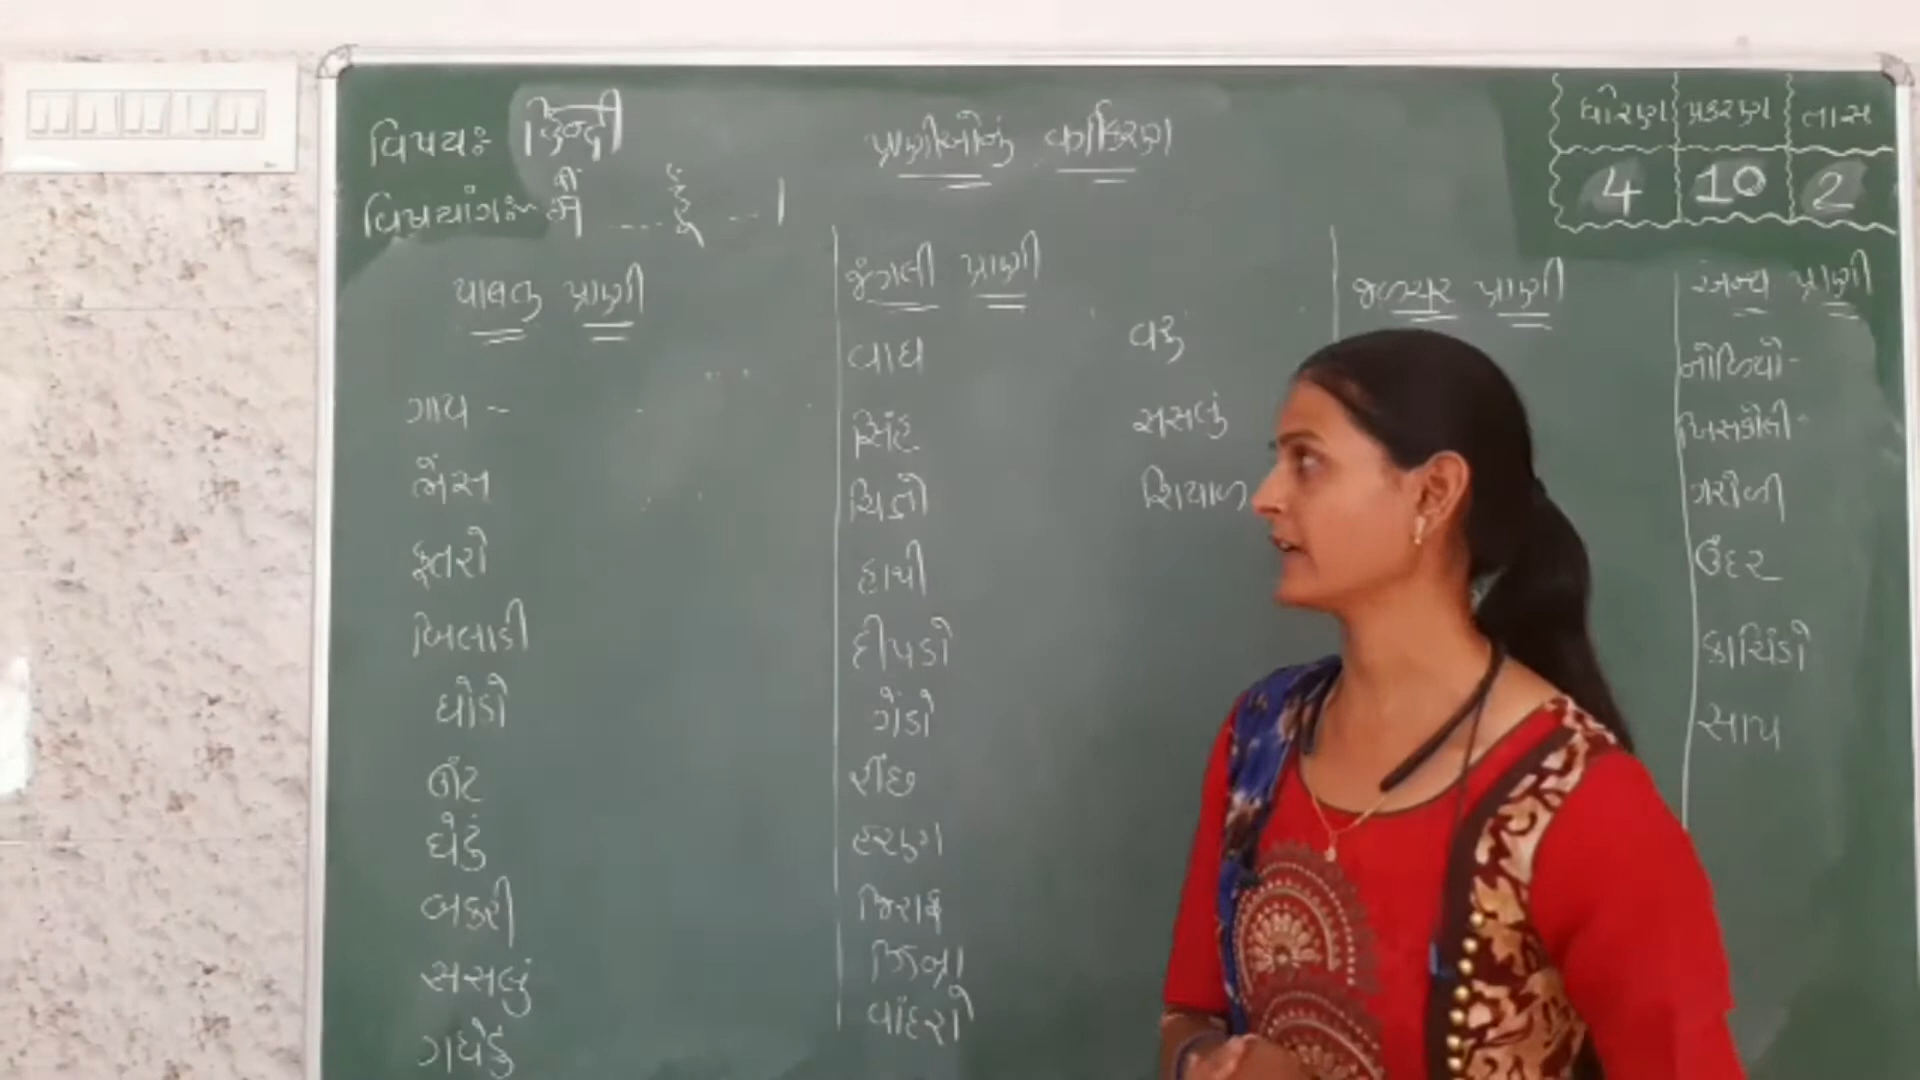 વિષયઃ हिन्दी
વિષયાંગઃ- मैं ---- हूँ --- ।
પ્રાણીઓનું વર્ગીકરણ
ધોરણ પ્રકરણ તાસ
4 10 2
પાલતુ પ્રાણી
ગાય -
ભેંસ
કૂતરો
બિલાડી
ઘોડો
ઊંટ
ઘેટું
બકરી
સસલું
ગધેડું
જંગલી પ્રાણી
વાઘ
સિંહ
ચિત્તો
હાથી
દીપડો
ગેંડો
રીંછ
હરણ
જિરાફ
ઝિબ્રા
વાંદરો
વરુ
સસલું
શિયાળ
જળચર પ્રાણી
અન્ય પ્રાણી
નોળિયો-
ખિસકોલી-
ગરોળી
ઉંદર
કાચિંડો
સાપ